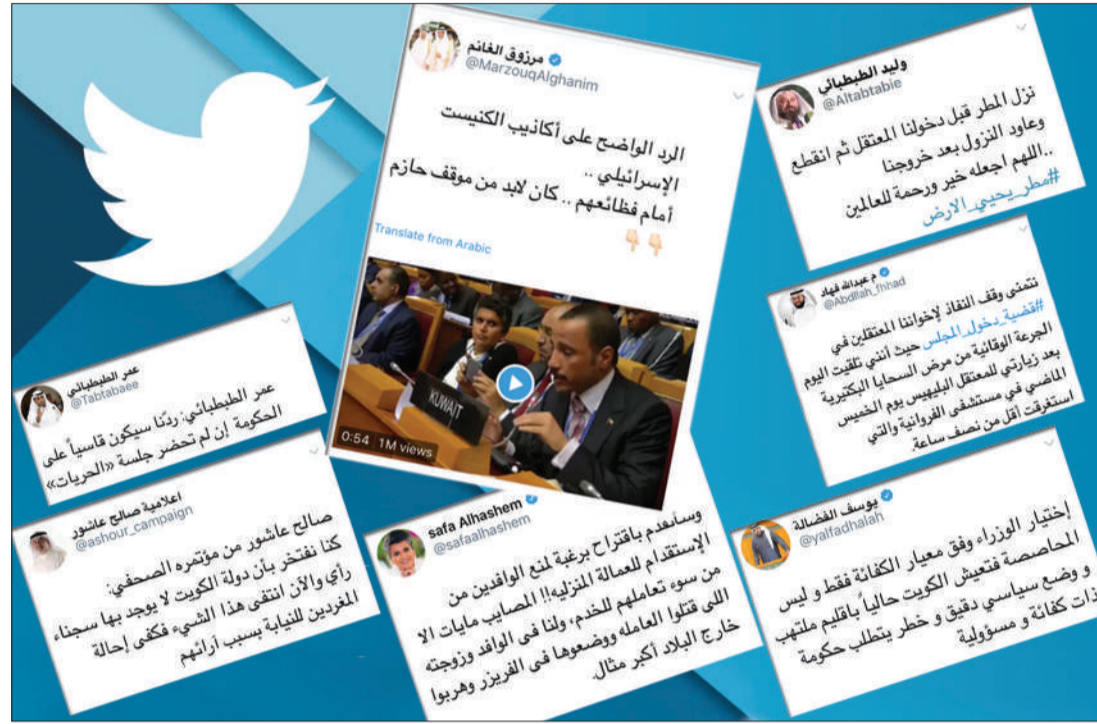 مرزوق الغانم
@MarzouqAlghanim
الرد الواضح على أكاذيب الكنيست
الإسرائيلي ..
أمام فظائعهم .. كان لابد من موقف حازم
Translate from Arabic
KUWAIT
0:54 1M views
وليد الطبطبائي
@Altabtabie
نزل المطر قبل دخولنا المعتقل ثم انقطع
وعاود النزول بعد خروجنا
..اللهم اجعله خير ورحمة للعالمين
#مطر_يحيي_الارض
م عبدالله فهاد
@Abdllah_fhhad
نتمنى وقف النفاذ لإخواننا المعتقلين في
#قضية_دخول_المجلس حيث أنني تلقيت اليوم
الجرعة الوقائية من مرض السحايا البكتيرية
بعد زيارتي للمعتقل البليهيس يوم الخميس
الماضي في مستشفى الفروانية والتي
استغرقت أقل من نصف ساعة.
عمر الطبطبائي
@Tabtabaee
عمر الطبطبائي: ردّنا سيكون قاسياً على
الحكومة إن لم تحضر جلسة «الحريات»
اعلامية صالح عاشور
@ashour_campaign
صالح عاشور من مؤتمره الصحفي:
كنا نفتخر بأن دولة الكويت لا يوجد بها سجناء
رأي والآن انتفى هذا الشيء فكفى إحالة
المغردين للنيابة بسبب آرائهم
safa Alhashem
@safaalhashem
وسأتقدم باقتراح برغبة لمنع الوافدين من
الإستقدام للعمالة المنزليه!! المصايب مايات الا
من سوء تعاملهم للخدم، ولنا في الوافد وزوجته
اللى قتلوا العامله ووضعوها فى الفريزر وهربوا
خارج البلاد أكبر مثال.
يوسف الفضالة
@yalfadhalah
إختيار الوزراء وفق معيار الكفائة فقط و ليس
المحاصصة فتعيش الكويت حالياً باقليم ملتهب
و وضع سياسي دقيق و خطر يتطلب حكومة
ذات كفائة و مسؤولية